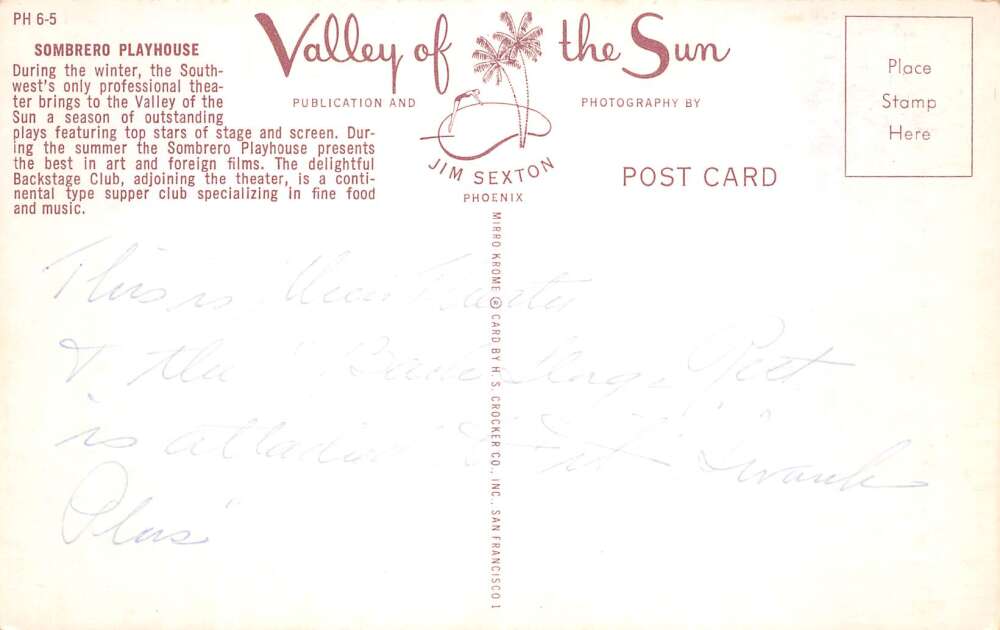 PH 6-5
SOMBRERO PLAYHOUSE
During the winter, the South-
west's only professional thea-
ter brings to the Valley of the
Sun a season of outstanding
plays featuring top stars of stage and screen. Dur-
ing the summer the Sombrero Playhouse presents
the best in art and foreign films. The delightful
Backstage Club, adjoining the theater, is a conti-
nental type supper club specializing in fine food
and music.
Valley of the Sun
PUBLICATION AND PHOTOGRAPHY BY
JIM SEXTON
PHOENIX
POST CARD
Place
Stamp
Here
MIRRO KROME ® CARD BY H. S. CROCKER CO., INC., SAN FRANCISCO 1
This is
& the
is "Swank
Plus"